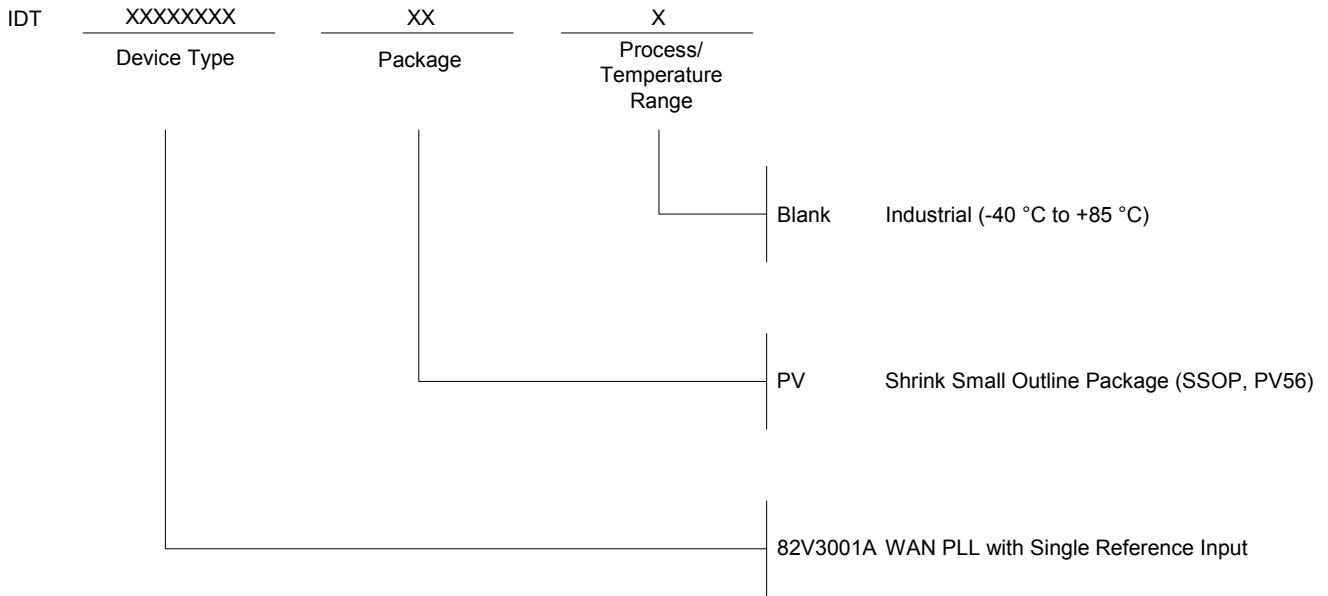 IDT XXXXXXXX XX X
Device Type Package Process/
Temperature
Range
Blank Industrial (-40 °C to +85 °C)
PV Shrink Small Outline Package (SSOP, PV56)
82V3001A WAN PLL with Single Reference Input